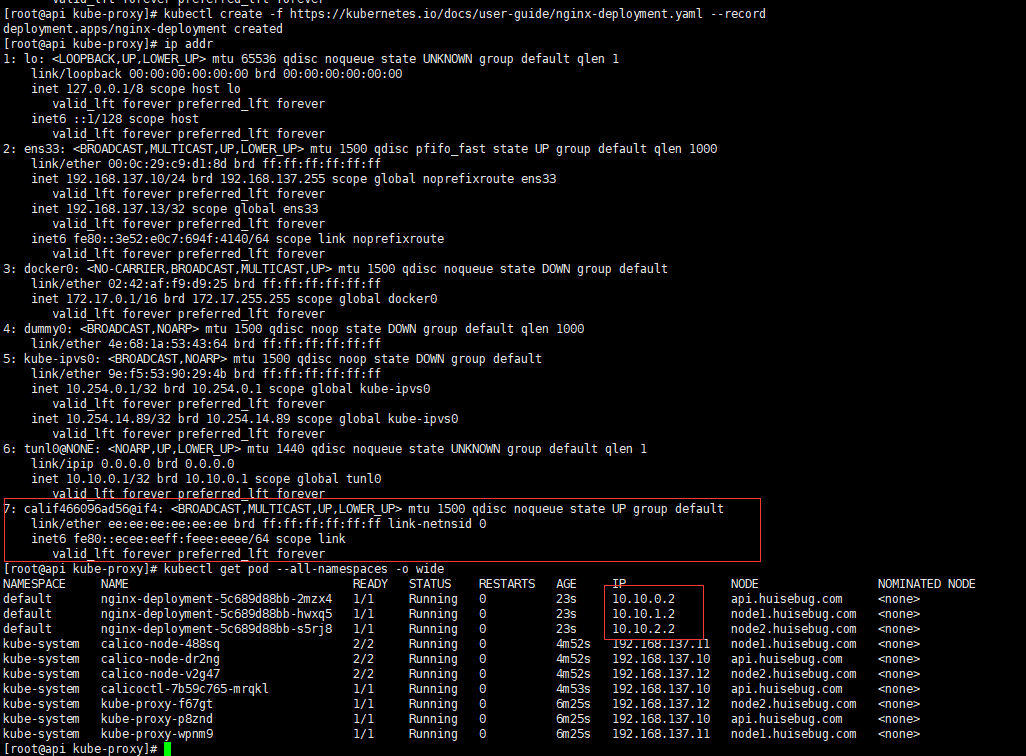 [root@api kube-proxy]# kubectl create -f https://kubernetes.io/docs/user-guide/nginx-deployment.yaml --record
deployment.apps/nginx-deployment created
[root@api kube-proxy]# ip addr
1: lo: <LOOPBACK,UP,LOWER_UP> mtu 65536 qdisc noqueue state UNKNOWN group default qlen 1
    link/loopback 00:00:00:00:00:00 brd 00:00:00:00:00:00
    inet 127.0.0.1/8 scope host lo
       valid_lft forever preferred_lft forever
    inet6 ::1/128 scope host
       valid_lft forever preferred_lft forever
2: ens33: <BROADCAST,MULTICAST,UP,LOWER_UP> mtu 1500 qdisc pfifo_fast state UP group default qlen 1000
    link/ether 00:0c:29:c9:d1:8d brd ff:ff:ff:ff:ff:ff
    inet 192.168.137.10/24 brd 192.168.137.255 scope global noprefixroute ens33
       valid_lft forever preferred_lft forever
    inet 192.168.137.13/32 scope global ens33
       valid_lft forever preferred_lft forever
    inet6 fe80::3e52:e0c7:694f:4140/64 scope link noprefixroute
       valid_lft forever preferred_lft forever
3: docker0: <NO-CARRIER,BROADCAST,MULTICAST,UP> mtu 1500 qdisc noqueue state DOWN group default
    link/ether 02:42:af:f9:d9:25 brd ff:ff:ff:ff:ff:ff
    inet 172.17.0.1/16 brd 172.17.255.255 scope global docker0
       valid_lft forever preferred_lft forever
4: dummy0: <BROADCAST,NOARP> mtu 1500 qdisc noop state DOWN group default qlen 1000
    link/ether 4e:68:1a:53:43:64 brd ff:ff:ff:ff:ff:ff
5: kube-ipvs0: <BROADCAST,NOARP> mtu 1500 qdisc noop state DOWN group default
    link/ether 9e:f5:53:90:29:4b brd ff:ff:ff:ff:ff:ff
    inet 10.254.0.1/32 brd 10.254.0.1 scope global kube-ipvs0
       valid_lft forever preferred_lft forever
    inet 10.254.14.89/32 brd 10.254.14.89 scope global kube-ipvs0
       valid_lft forever preferred_lft forever
6: tunl0@NONE: <NOARP,UP,LOWER_UP> mtu 1440 qdisc noqueue state UNKNOWN group default qlen 1
    link/ipip 0.0.0.0 brd 0.0.0.0
    inet 10.10.0.1/32 brd 10.10.0.1 scope global tunl0
       valid_lft forever preferred_lft forever
7: calif466096ad56@if4: <BROADCAST,MULTICAST,UP,LOWER_UP> mtu 1500 qdisc noqueue state UP group default
    link/ether ee:ee:ee:ee:ee:ee brd ff:ff:ff:ff:ff:ff link-netnsid 0
    inet6 fe80::ecee:eeff:feee:eeee/64 scope link
       valid_lft forever preferred_lft forever
[root@api kube-proxy]# kubectl get pod --all-namespaces -o wide
NAMESPACE     NAME                                READY   STATUS    RESTARTS   AGE     IP               NODE                 NOMINATED NODE
default       nginx-deployment-5c689d88bb-2mzx4   1/1     Running   0          23s     10.10.0.2        api.huisebug.com     <none>
default       nginx-deployment-5c689d88bb-hwxq5   1/1     Running   0          23s     10.10.1.2        node1.huisebug.com   <none>
default       nginx-deployment-5c689d88bb-s5rj8   1/1     Running   0          23s     10.10.2.2        node2.huisebug.com   <none>
kube-system   calico-node-488sq                   2/2     Running   0          4m52s   192.168.137.11   node1.huisebug.com   <none>
kube-system   calico-node-dr2ng                   2/2     Running   0          4m52s   192.168.137.10   api.huisebug.com     <none>
kube-system   calico-node-v2g47                   2/2     Running   0          4m52s   192.168.137.12   node2.huisebug.com   <none>
kube-system   calicoctl-7b59c765-mrqkl            1/1     Running   0          4m53s   192.168.137.10   api.huisebug.com     <none>
kube-system   kube-proxy-f67gt                    1/1     Running   0          6m25s   192.168.137.12   node2.huisebug.com   <none>
kube-system   kube-proxy-p8znd                    1/1     Running   0          6m25s   192.168.137.10   api.huisebug.com     <none>
kube-system   kube-proxy-wpnm9                    1/1     Running   0          6m25s   192.168.137.11   node1.huisebug.com   <none>
[root@api kube-proxy]#